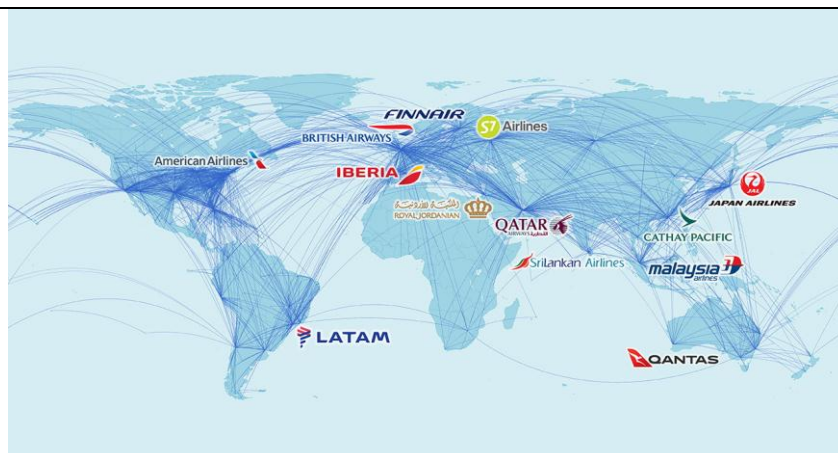 FINNAIR
S7 Airlines
BRITISH AIRWAYS
American Airlines
IBERIA
JAL
JAPAN AIRLINES
الملكية الأردنية
ROYAL JORDANIAN
QATAR
AIRWAYS القطرية
CATHAY PACIFIC
SriLankan Airlines
malaysia
airlines
LATAM
QANTAS